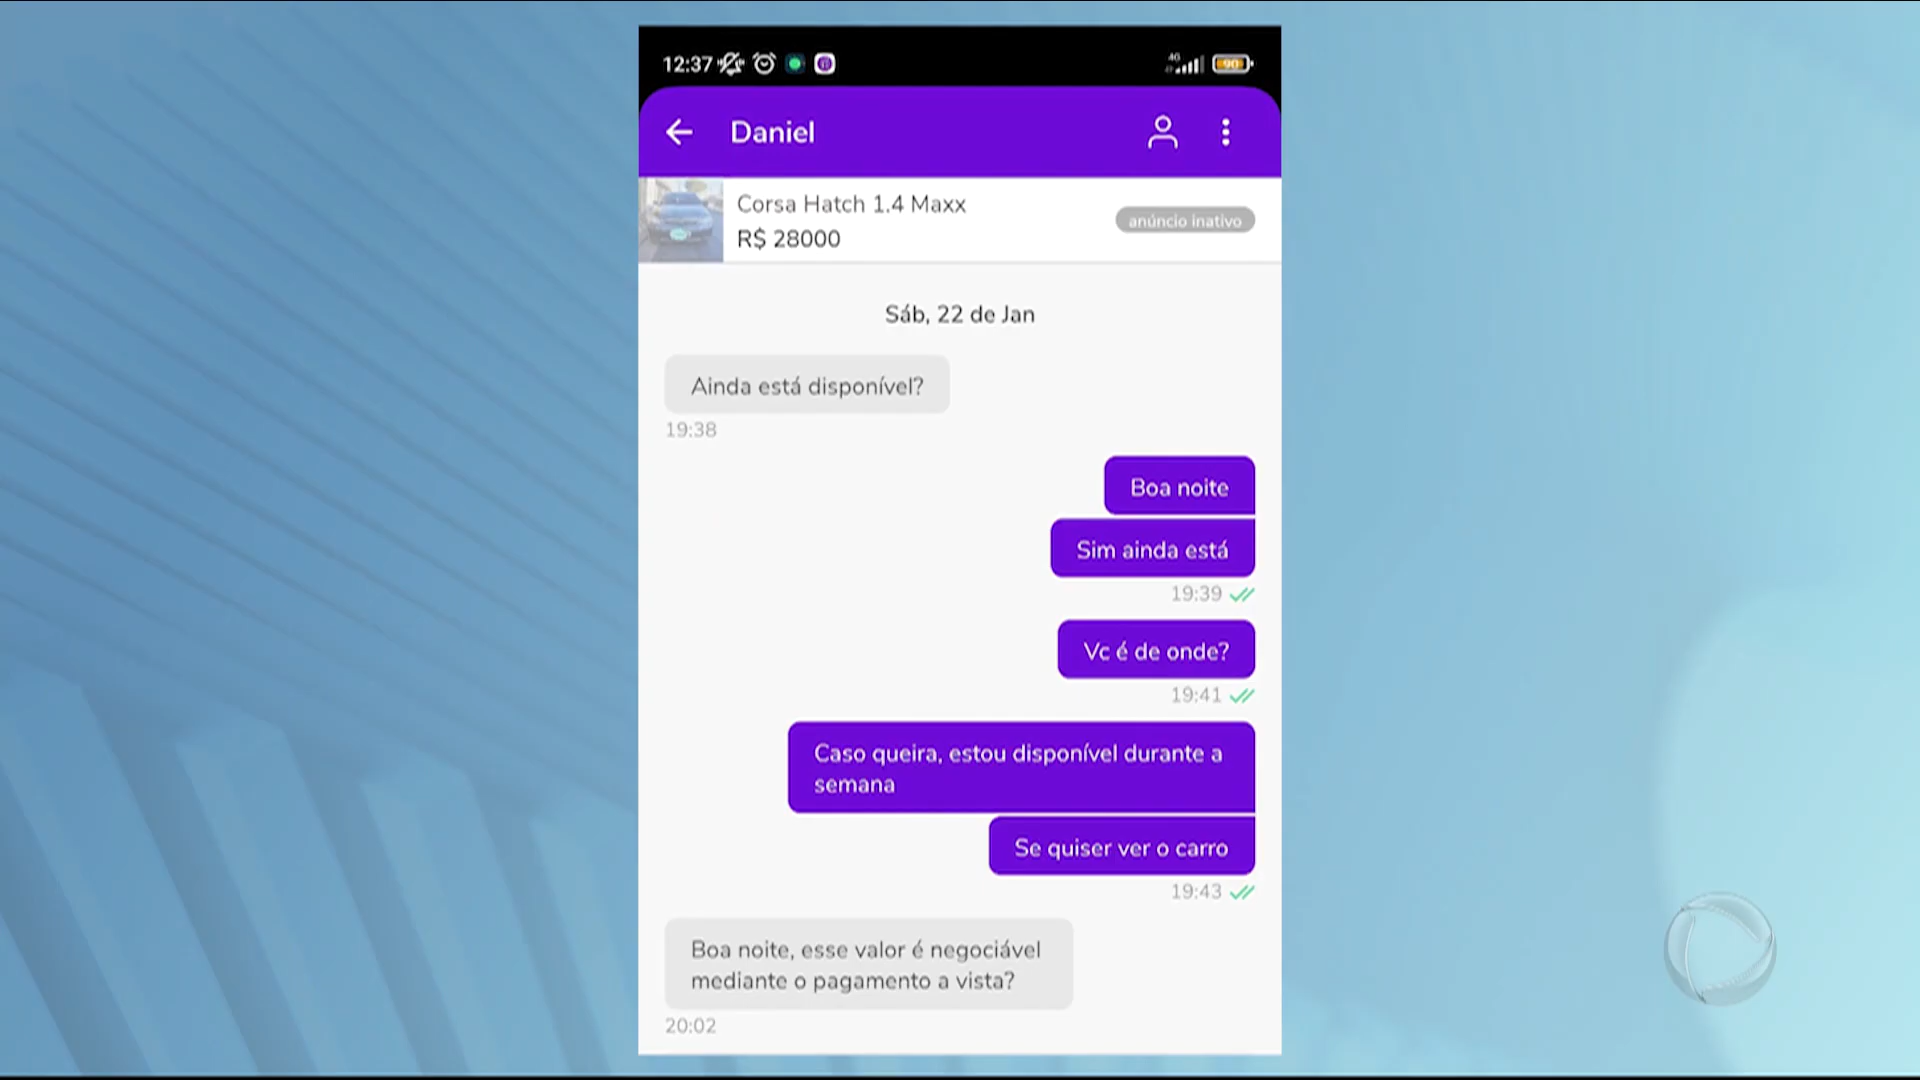 12:37
4G
90
Daniel
Corsa Hatch 1.4 Maxx
R$ 28000
anúncio inativo
Sáb, 22 de Jan
Ainda está disponível?
19:38
Boa noite
Sim ainda está
19:39
Vc é de onde?
19:41
Caso queira, estou disponível durante a
semana
Se quiser ver o carro
19:43
Boa noite, esse valor é negociável
mediante o pagamento a vista?
20:02